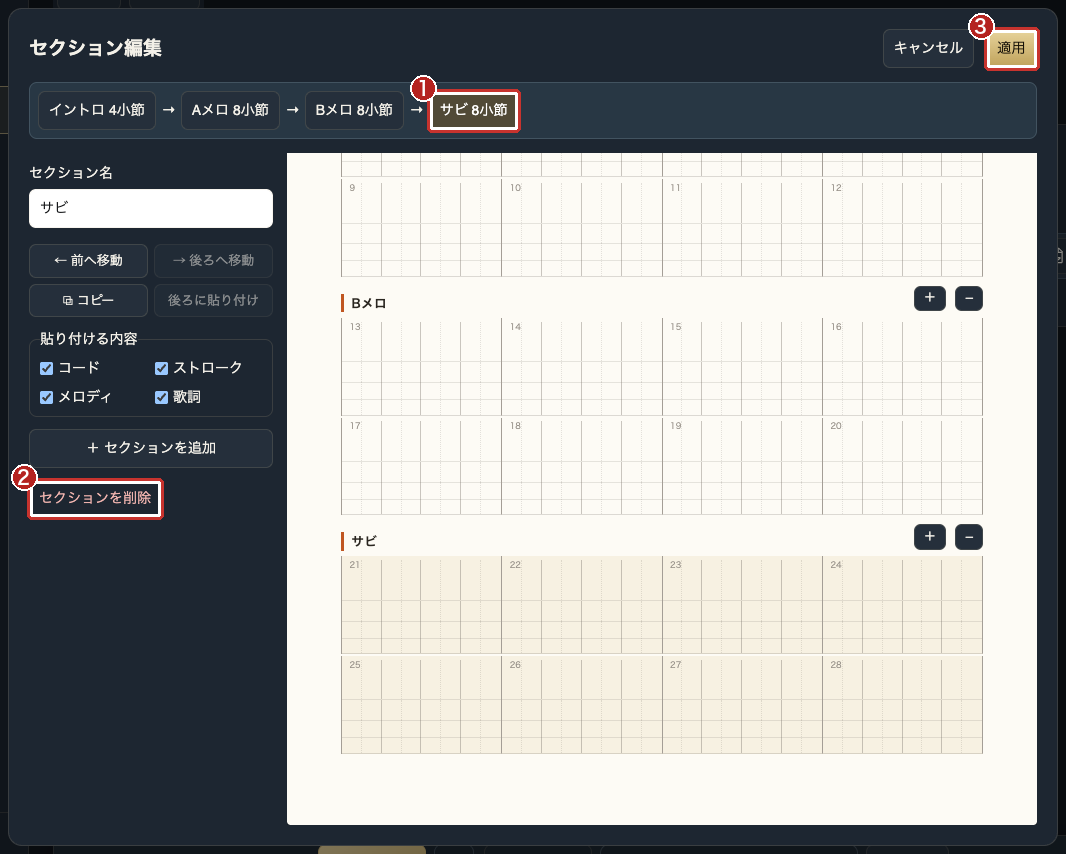 セクション編集
キャンセル
3
適用
1
イントロ 4小節 → Aメロ 8小節 → Bメロ 8小節 → サビ 8小節
セクション名
サビ
← 前へ移動
→ 後ろへ移動
コピー
後ろに貼り付け
貼り付ける内容
コード
ストローク
メロディ
歌詞
+ セクションを追加
2
セクションを削除
9 10 11 12
Bメロ
+ −
13 14 15 16
17 18 19 20
サビ
+ −
21 22 23 24
25 26 27 28